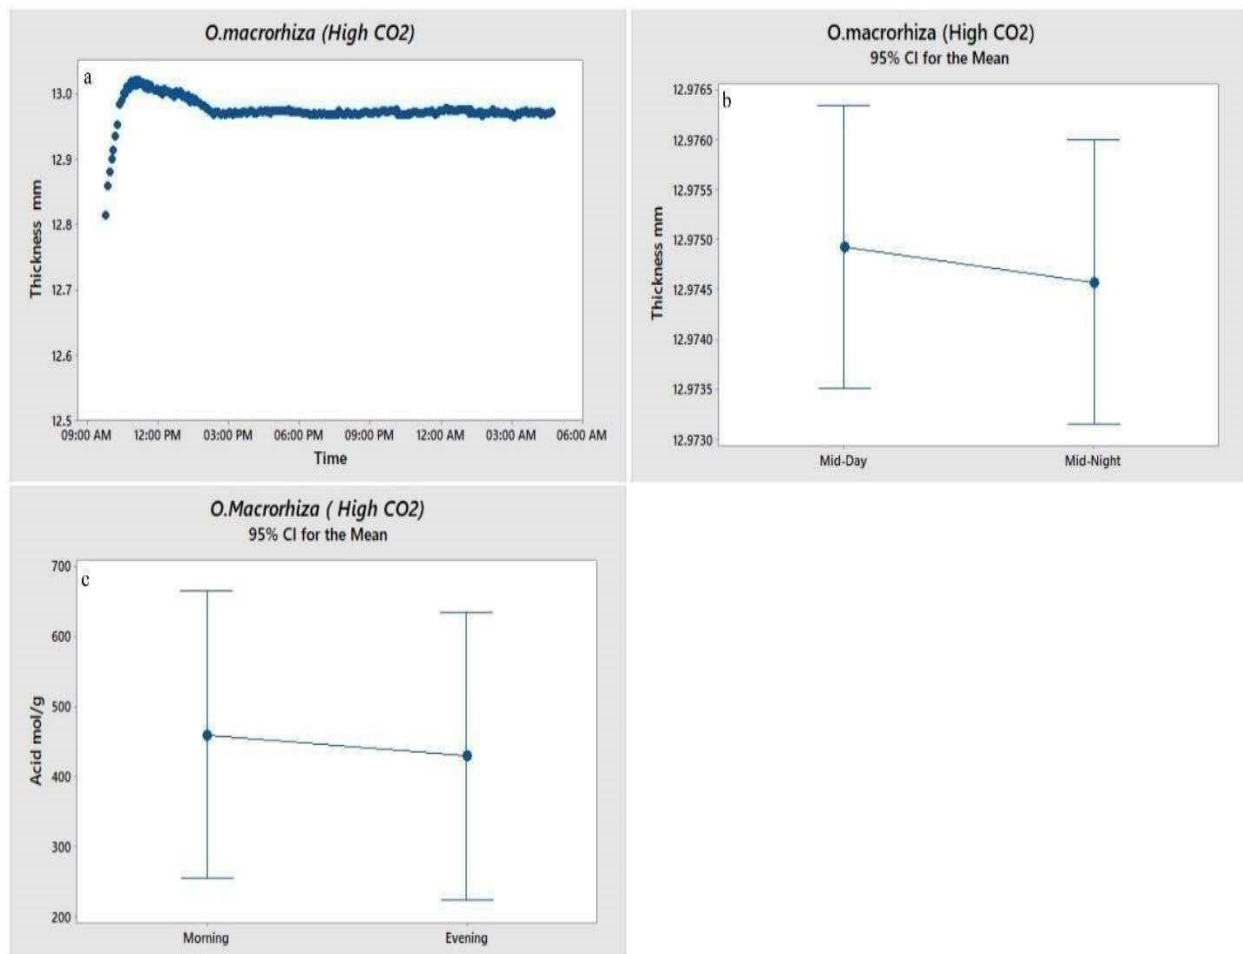 O.macrorhiza (High CO2)
a
13.0
12.9
12.8
12.7
12.6
12.5
Thickness mm
09:00 AM 12:00 PM 03:00 PM 06:00 PM 09:00 PM 12:00 AM 03:00 AM 06:00 AM
Time
O.macrorhiza (High CO2)
95% CI for the Mean
b
12.9765
12.9760
12.9755
12.9750
12.9745
12.9740
12.9735
12.9730
Thickness mm
Mid-Day Mid-Night
O.Macrorhiza ( High CO2)
95% CI for the Mean
c
700
600
500
400
300
200
Acid mol/g
Morning Evening